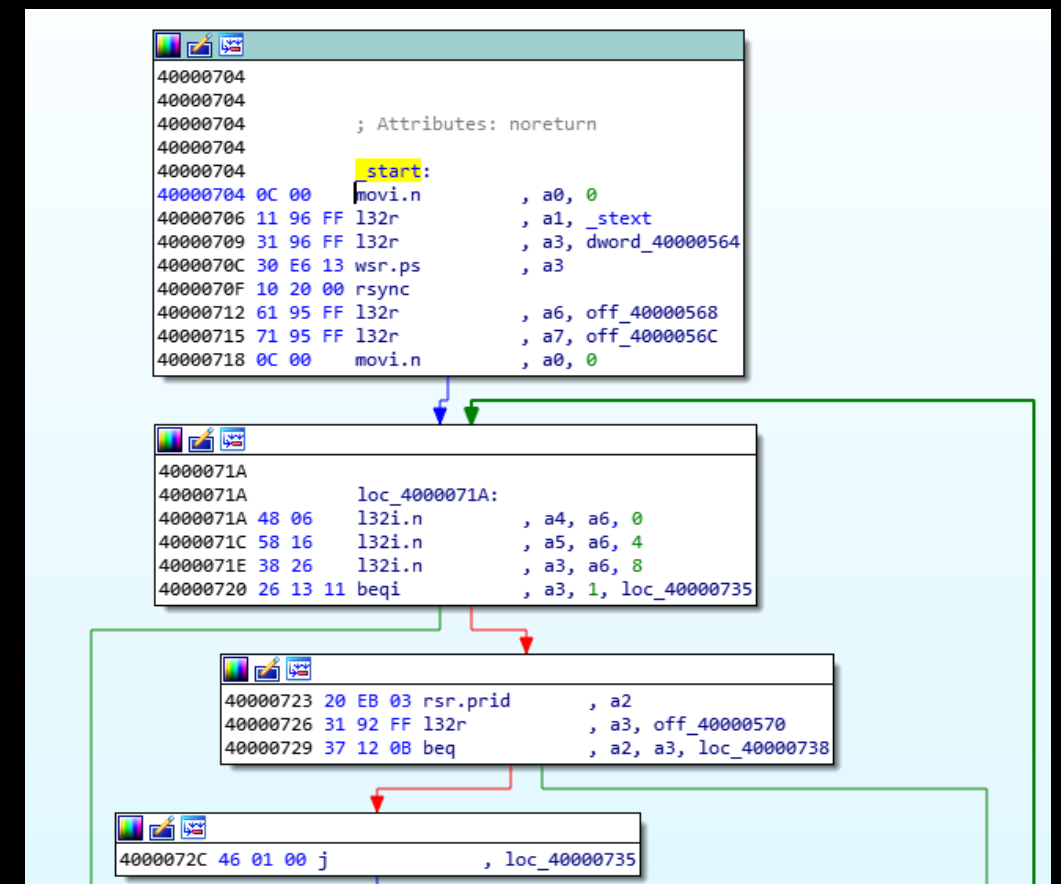 40000704
40000704
40000704 ; Attributes: noreturn
40000704
40000704 _start:
40000704 0C 00 movi.n , a0, 0
40000706 11 96 FF l32r , a1, _stext
40000709 31 96 FF l32r , a3, dword_40000564
4000070C 30 E6 13 wsr.ps , a3
4000070F 10 20 00 rsync
40000712 61 95 FF l32r , a6, off_40000568
40000715 71 95 FF l32r , a7, off_4000056C
40000718 0C 00 movi.n , a0, 0
4000071A
4000071A loc_4000071A:
4000071A 48 06 l32i.n , a4, a6, 0
4000071C 58 16 l32i.n , a5, a6, 4
4000071E 38 26 l32i.n , a3, a6, 8
40000720 26 13 11 beqi , a3, 1, loc_40000735
40000723 20 EB 03 rsr.prid , a2
40000726 31 92 FF l32r , a3, off_40000570
40000729 37 12 0B beq , a2, a3, loc_40000738
4000072C 46 01 00 j , loc_40000735